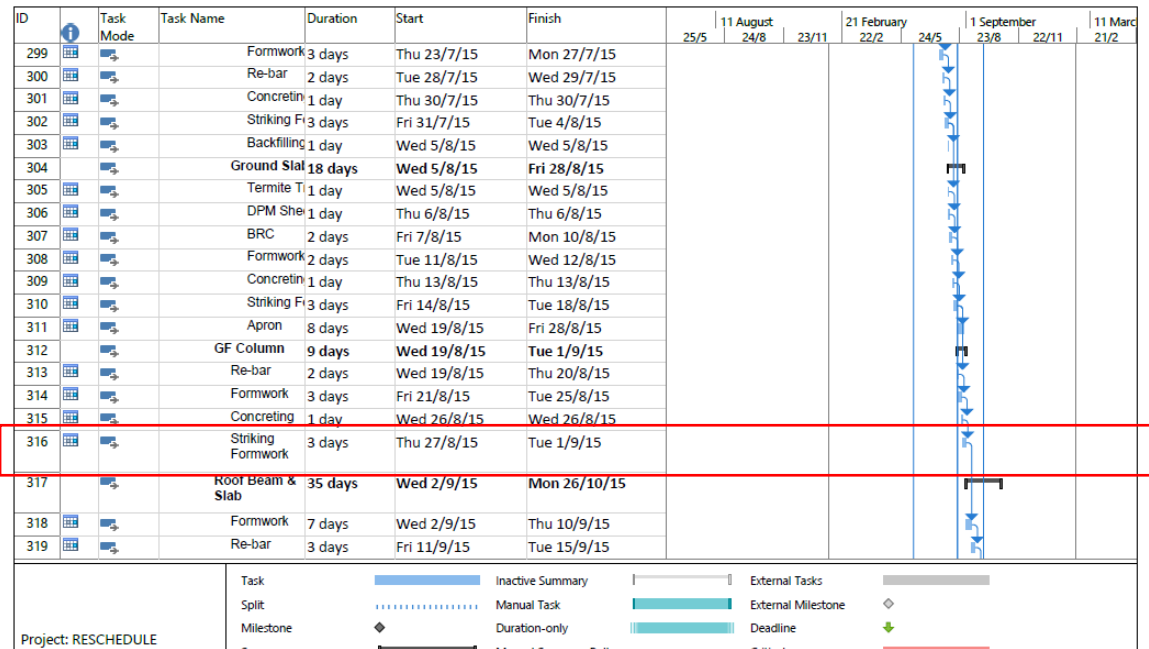 ID Task Mode Task Name Duration Start Finish 11 August 21 February 1 September 11 Marc
25/5 24/8 23/11 22/2 24/5 23/8 22/11 21/2
299 Formwork 3 days Thu 23/7/15 Mon 27/7/15
300 Re-bar 2 days Tue 28/7/15 Wed 29/7/15
301 Concretin 1 day Thu 30/7/15 Thu 30/7/15
302 Striking F 3 days Fri 31/7/15 Tue 4/8/15
303 Backfilling 1 day Wed 5/8/15 Wed 5/8/15
304 Ground Slab 18 days Wed 5/8/15 Fri 28/8/15
305 Termite T 1 day Wed 5/8/15 Wed 5/8/15
306 DPM She 1 day Thu 6/8/15 Thu 6/8/15
307 BRC 2 days Fri 7/8/15 Mon 10/8/15
308 Formwork 2 days Tue 11/8/15 Wed 12/8/15
309 Concretin 1 day Thu 13/8/15 Thu 13/8/15
310 Striking F 3 days Fri 14/8/15 Tue 18/8/15
311 Apron 8 days Wed 19/8/15 Fri 28/8/15
312 GF Column 9 days Wed 19/8/15 Tue 1/9/15
313 Re-bar 2 days Wed 19/8/15 Thu 20/8/15
314 Formwork 3 days Fri 21/8/15 Tue 25/8/15
315 Concreting 1 day Wed 26/8/15 Wed 26/8/15
316 Striking Formwork 3 days Thu 27/8/15 Tue 1/9/15
317 Roof Beam & Slab 35 days Wed 2/9/15 Mon 26/10/15
318 Formwork 7 days Wed 2/9/15 Thu 10/9/15
319 Re-bar 3 days Fri 11/9/15 Tue 15/9/15
Task Inactive Summary External Tasks
Split Manual Task External Milestone
Milestone Duration-only Deadline
Project: RESCHEDULE